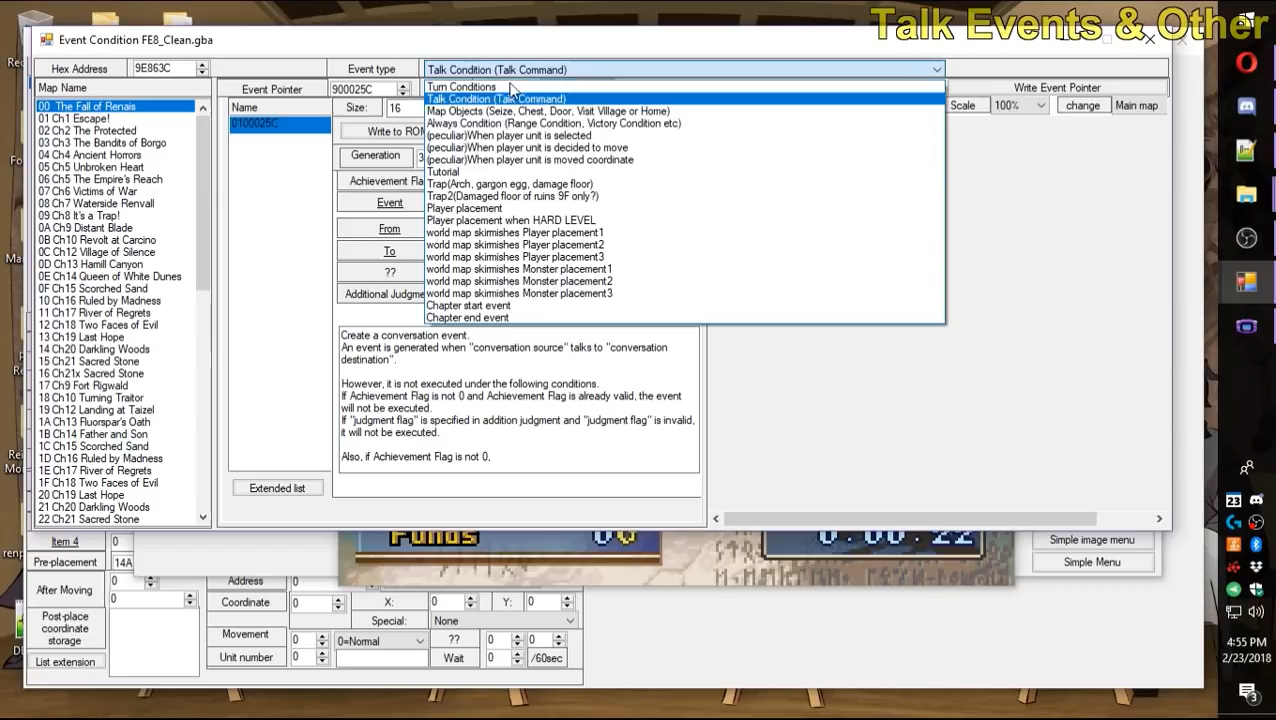 Talk Events & Other
Event Condition FE8_Clean.gba
Hex Address
9E863C
Event type
Talk Condition (Talk Command)
Map Name
Event Pointer
900025C
Write Event Pointer
Name
Size:
16
Scale
100%
change
Main map
0100025C
Write to ROM
Generation
3
Achievement Fla
Event
From
To
??
Additional Judgm
Turn Conditions
Talk Condition (Talk Command)
Map Objects (Seize, Chest, Door, Visit Village or Home)
Always Condition (Range Condition, Victory Condition etc)
(peculiar)When player unit is selected
(peculiar)When player unit is decided to move
(peculiar)When player unit is moved coordinate
Tutorial
Trap(Arch, gargon egg, damage floor)
Trap2(Damaged floor of ruins 9F only?)
Player placement
Player placement when HARD LEVEL
world map skimishes Player placement1
world map skimishes Player placement2
world map skimishes Player placement3
world map skimishes Monster placement1
world map skimishes Monster placement2
world map skimishes Monster placement3
Chapter start event
Chapter end event
00 The Fall of Renais
01 Ch1 Escape!
02 Ch2 The Protected
03 Ch3 The Bandits of Borgo
04 Ch4 Ancient Horrors
05 Ch5 Unbroken Heart
06 Ch5 The Empire's Reach
07 Ch6 Victims of War
08 Ch7 Waterside Renvall
09 Ch8 It's a Trap!
0A Ch9 Distant Blade
0B Ch10 Revolt at Carcino
0C Ch12 Village of Silence
0D Ch13 Hamill Canyon
0E Ch14 Queen of White Dunes
0F Ch15 Scorched Sand
10 Ch16 Ruled by Madness
11 Ch17 River of Regrets
12 Ch18 Two Faces of Evil
13 Ch19 Last Hope
14 Ch20 Darkling Woods
15 Ch21 Sacred Stone
16 Ch21x Sacred Stone
17 Ch9 Fort Rigwald
18 Ch10 Turning Traitor
19 Ch12 Landing at Taizel
1A Ch13 Fluorspar's Oath
1B Ch14 Father and Son
1C Ch15 Scorched Sand
1D Ch16 Ruled by Madness
1E Ch17 River of Regrets
1F Ch18 Two Faces of Evil
20 Ch19 Last Hope
21 Ch20 Darkling Woods
22 Ch21 Sacred Stone
Create a conversation event.
An event is generated when "conversation source" talks to "conversation
destination".
However, it is not executed under the following conditions.
If Achievement Flag is not 0 and Achievement Flag is already valid, the event
will not be executed.
If "judgment flag" is specified in addition judgment and "judgment flag" is invalid,
it will not be executed.
Also, if Achievement Flag is not 0,
Extended list
Item 4
0
Pre-placement
14A
After Moving
0
0
Post-place
coordinate
storage
List extension
Funds
0:00:22
Simple image menu
Simple Menu
Address
0
Coordinate
0
X:
0
Y:
0
Special:
None
Movement
0
0=Normal
??
0
0
Unit number
0
Wait
0
/60sec
23
4:55 PM
2/23/2018
3